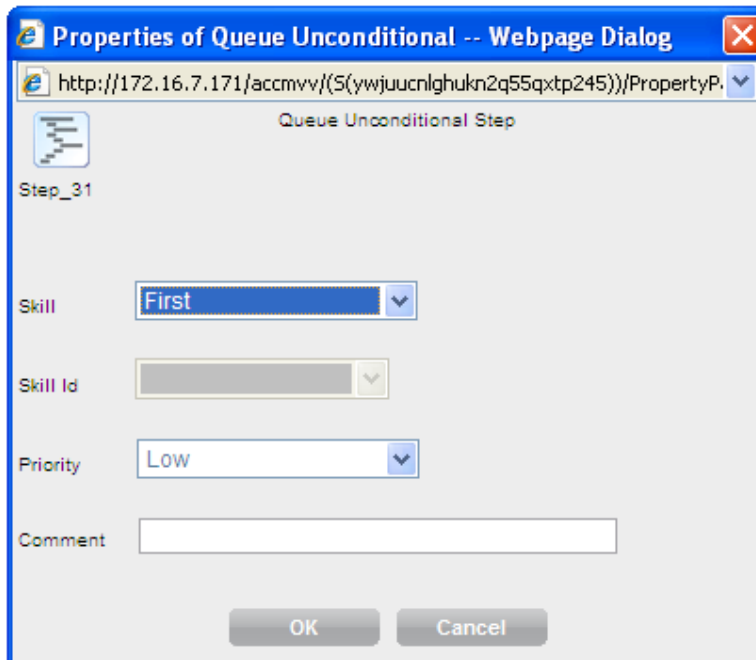 Properties of Queue Unconditional -- Webpage Dialog
http://172.16.7.171/accmvv/(S(ywjuucnlghukn2q55qxtp245))/PropertyP.
Queue Unconditional Step
Step_31
Skill
First
Skill Id
Priority
Low
Comment
OK
Cancel